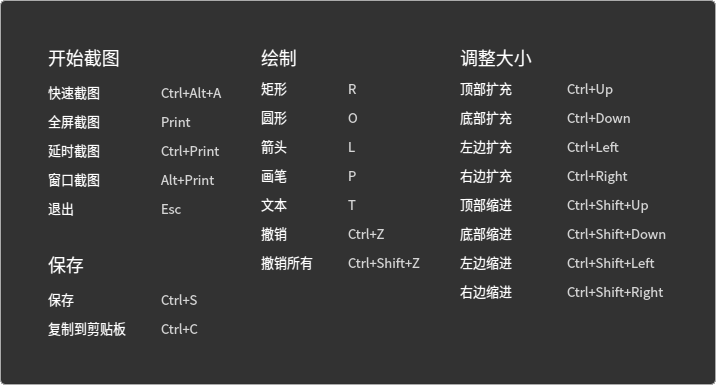 开始截图
快速截图 Ctrl+Alt+A
全屏截图 Print
延时截图 Ctrl+Print
窗口截图 Alt+Print
退出 Esc
保存
保存 Ctrl+S
复制到剪贴板 Ctrl+C
绘制
矩形 R
圆形 O
箭头 L
画笔 P
文本 T
撤销 Ctrl+Z
撤销所有 Ctrl+Shift+Z
调整大小
顶部扩充 Ctrl+Up
底部扩充 Ctrl+Down
左边扩充 Ctrl+Left
右边扩充 Ctrl+Right
顶部缩进 Ctrl+Shift+Up
底部缩进 Ctrl+Shift+Down
左边缩进 Ctrl+Shift+Left
右边缩进 Ctrl+Shift+Right